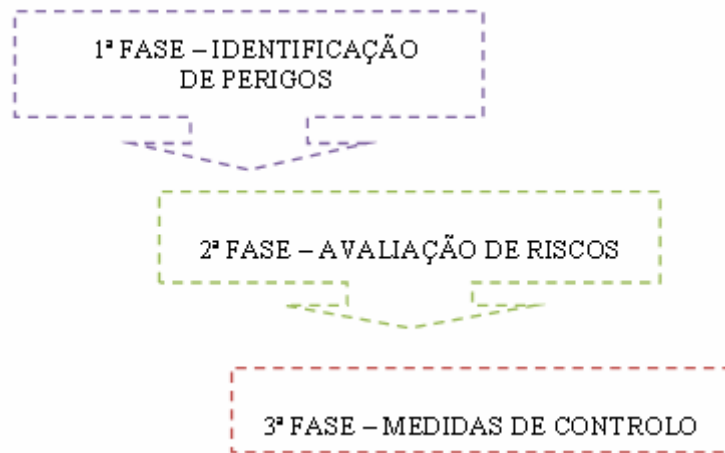 1ª FASE – IDENTIFICAÇÃO
DE PERIGOS
2ª FASE – AVALIAÇÃO DE RISCOS
3ª FASE – MEDIDAS DE CONTROLO